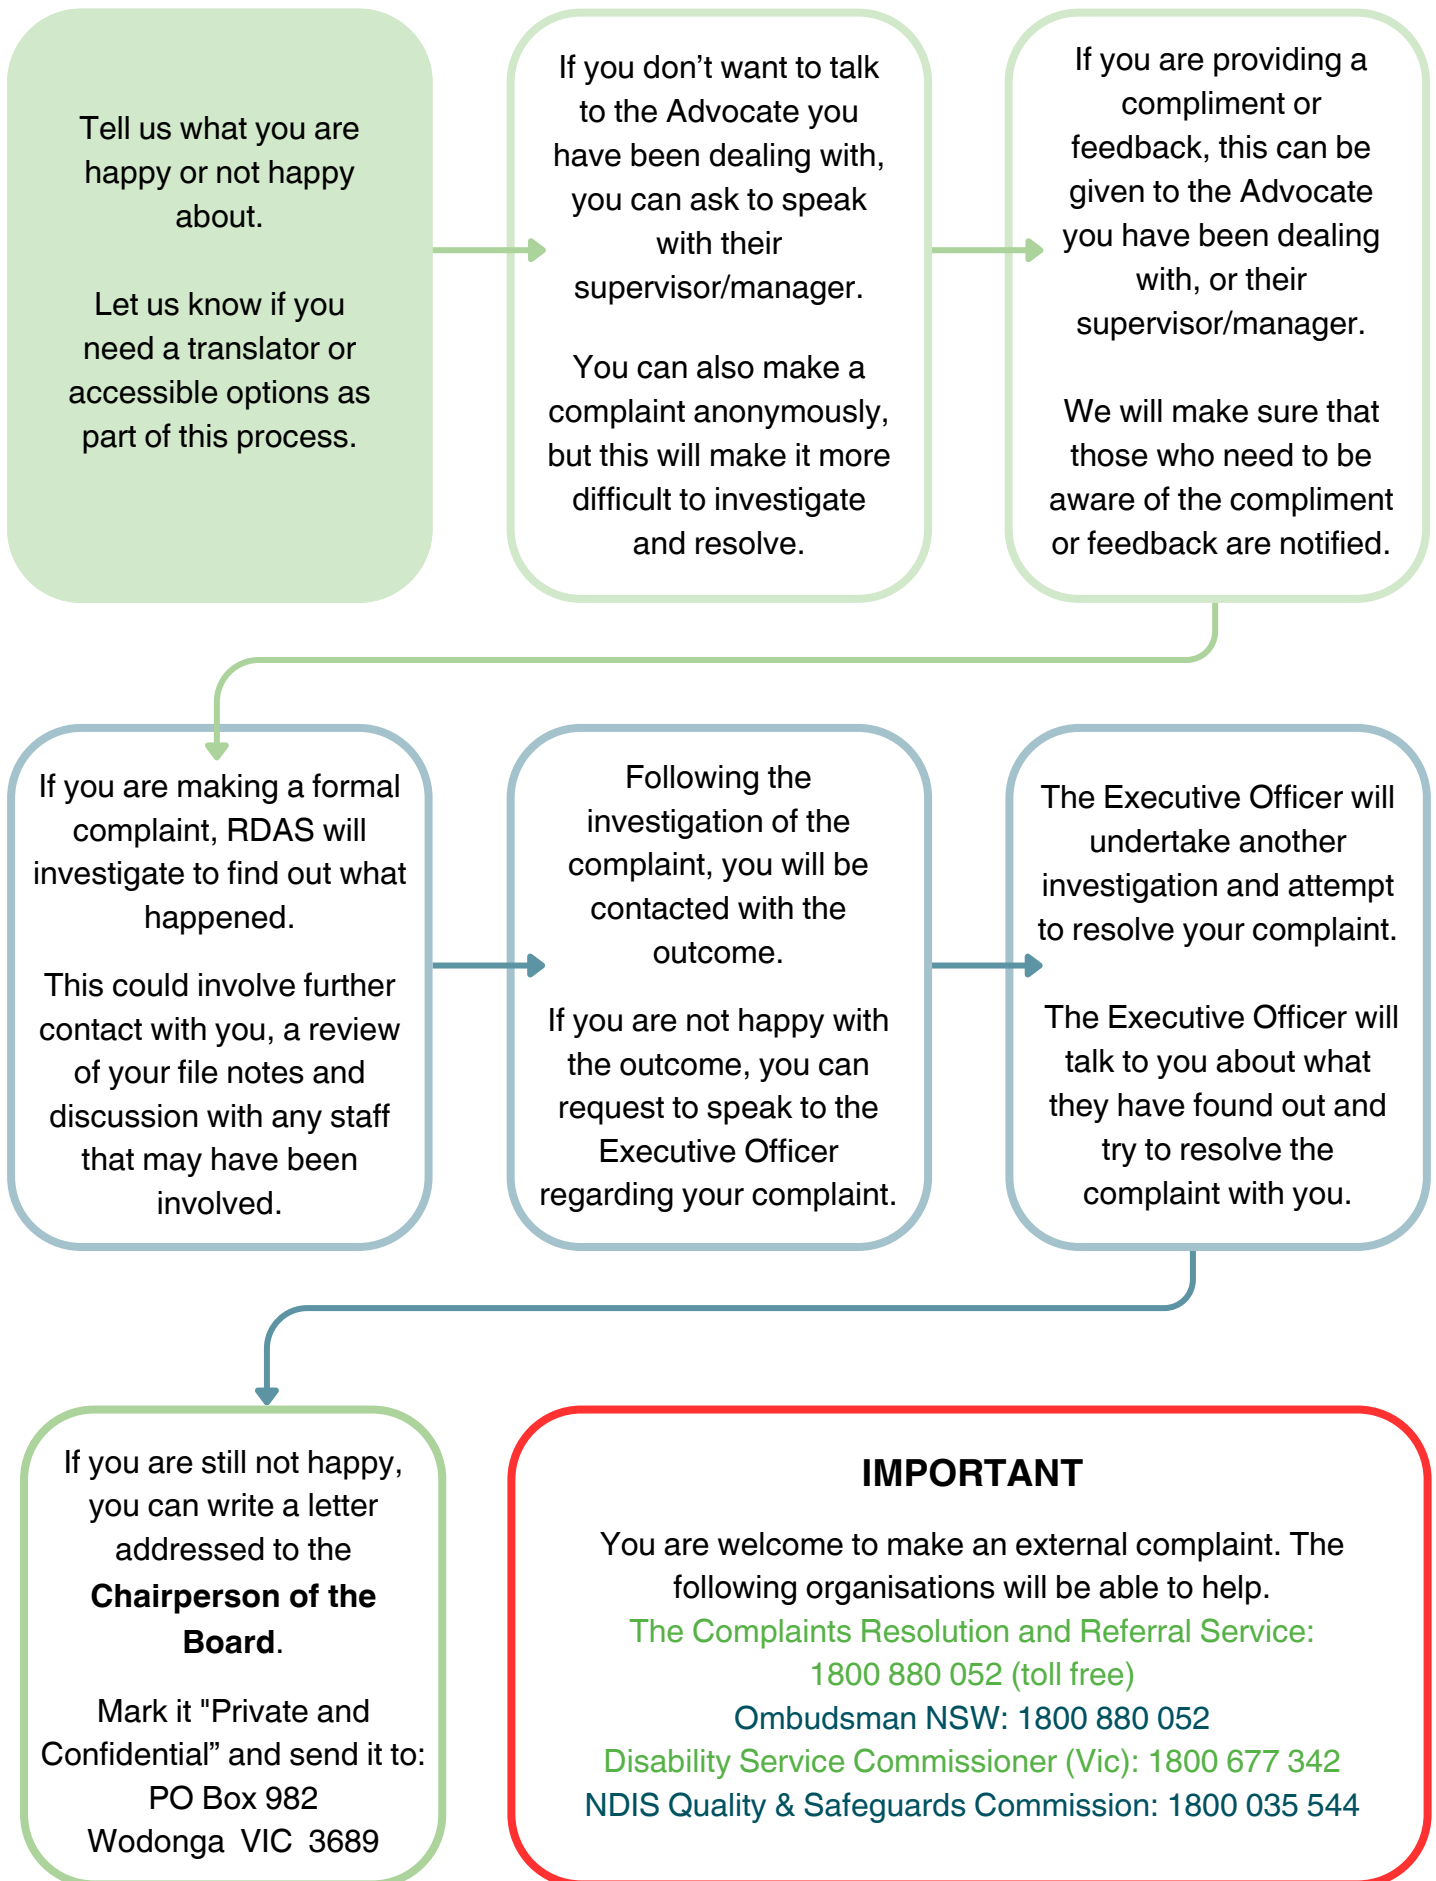 Tell us what you are
happy or not happy
about.
Let us know if you
need a translator or
accessible options as
part of this process.
If you don’t want to talk
to the Advocate you
have been dealing with,
you can ask to speak
with their
supervisor/manager.
You can also make a
complaint anonymously,
but this will make it more
difficult to investigate
and resolve.
If you are providing a
compliment or
feedback, this can be
given to the Advocate
you have been dealing
with, or their
supervisor/manager.
We will make sure that
those who need to be
aware of the compliment
or feedback are notified.
If you are making a formal
complaint, RDAS will
investigate to find out what
happened.
This could involve further
contact with you, a review
of your file notes and
discussion with any staff
that may have been
involved.
Following the
investigation of the
complaint, you will be
contacted with the
outcome.
If you are not happy with
the outcome, you can
request to speak to the
Executive Officer
regarding your complaint.
The Executive Officer will
undertake another
investigation and attempt
to resolve your complaint.
The Executive Officer will
talk to you about what
they have found out and
try to resolve the
complaint with you.
If you are still not happy,
you can write a letter
addressed to the
Chairperson of the
Board.
Mark it "Private and
Confidential” and send it to:
PO Box 982
Wodonga  VIC  3689
IMPORTANT
You are welcome to make an external complaint. The
following organisations will be able to help.
The Complaints Resolution and Referral Service:
1800 880 052 (toll free)
Ombudsman NSW: 1800 880 052
Disability Service Commissioner (Vic): 1800 677 342
NDIS Quality & Safeguards Commission: 1800 035 544